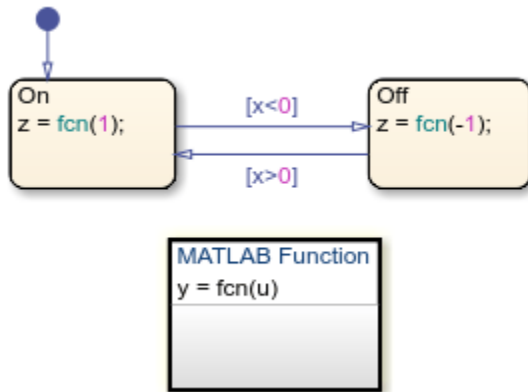 On
z = fcn(1);
[x<0]
Off
z = fcn(-1);
[x>0]
MATLAB Function
y = fcn(u)